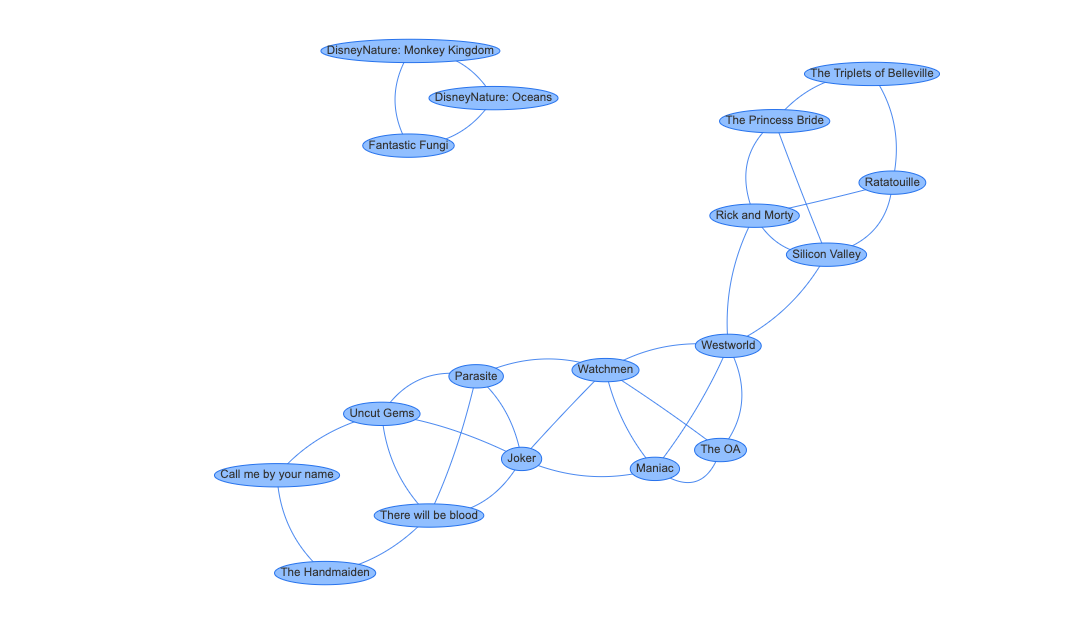 DisneyNature: Monkey Kingdom
The Triplets of Belleville
DisneyNature: Oceans
The Princess Bride
Fantastic Fungi
Ratatouille
Rick and Morty
Silicon Valley
Westworld
Watchmen
Parasite
Uncut Gems
The OA
Joker
Maniac
Call me by your name
There will be blood
The Handmaiden